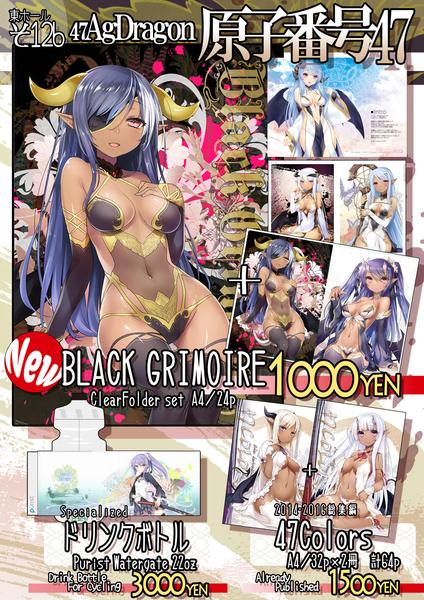 東ホール
そ12b
47AgDragon
原子番号47
New
BLACK GRIMOIRE
ClearFolder set A4/24p
1000YEN
Specialized
ドリンクボトル
Purist Watergate 22oz
Drink Bottle
For Cycling
3000YEN
2014-2016総集編
47Colors
A4/32p×2冊 計64p
Already
Published
1500YEN